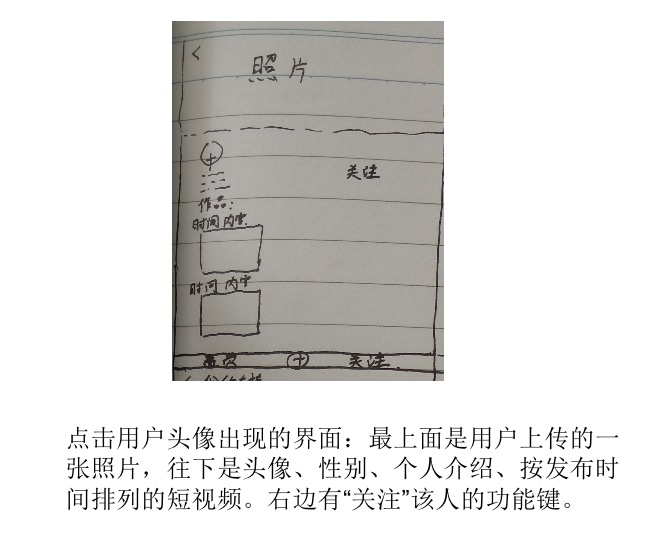 <
照片
关注
作品:
时间 内容
时间 内容
首页 + 关注
点击用户头像出现的界面：最上面是用户上传的一
张照片，往下是头像、性别、个人介绍、按发布时
间排列的短视频。右边有“关注”该人的功能键。